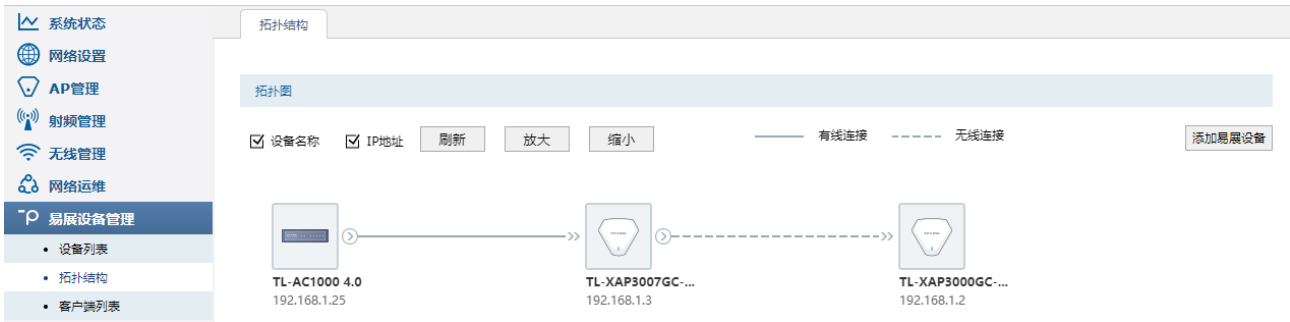 系统状态
网络设置
AP管理
射频管理
无线管理
网络运维
易展设备管理
• 设备列表
• 拓扑结构
• 客户端列表
拓扑结构
拓扑图
设备名称 IP地址 刷新 放大 缩小 有线连接 无线连接 添加易展设备
TL-AC1000 4.0 TL-XAP3007GC-... TL-XAP3000GC-...
192.168.1.25 192.168.1.3 192.168.1.2